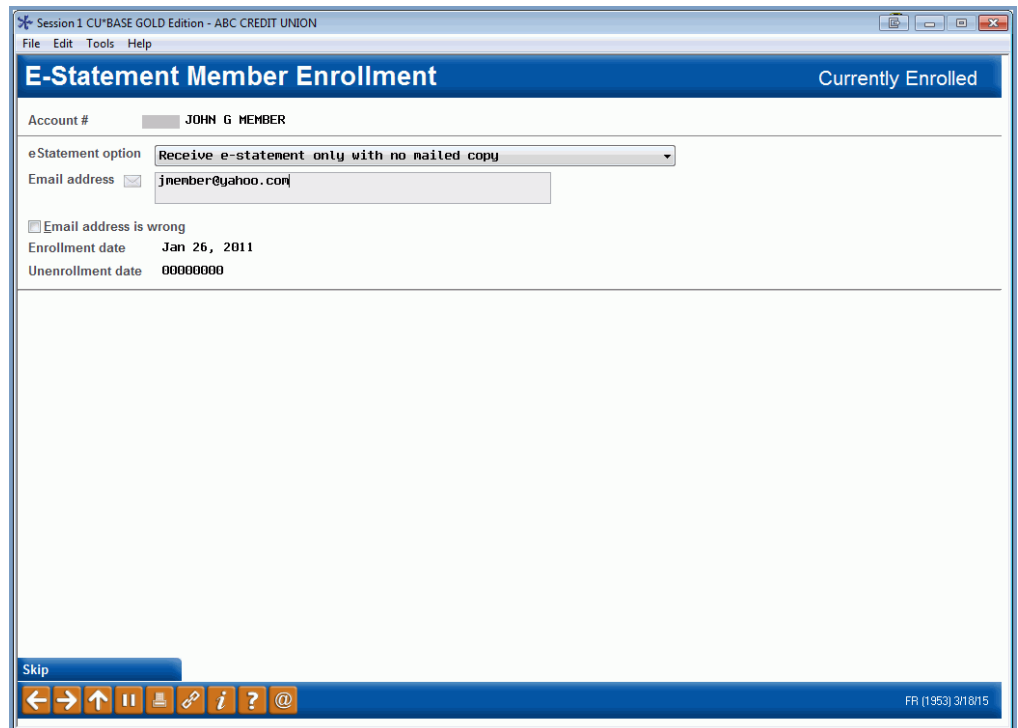 Session 1 CU*BASE GOLD Edition - ABC CREDIT UNION
File Edit Tools Help
E-Statement Member Enrollment Currently Enrolled
Account # JOHN G MEMBER
eStatement option Receive e-statement only with no mailed copy
Email address jmember@yahoo.com
Email address is wrong
Enrollment date Jan 26, 2011
Unenrollment date 00000000
Skip
i ? @ FR (1953) 3/18/15